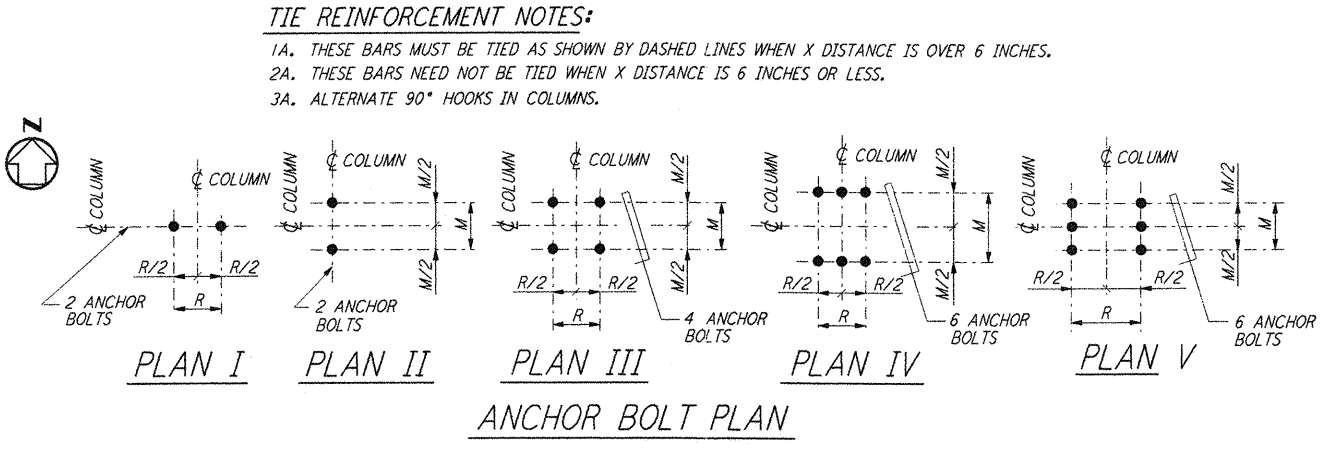 TIE REINFORCEMENT NOTES:
1A. THESE BARS MUST BE TIED AS SHOWN BY DASHED LINES WHEN X DISTANCE IS OVER 6 INCHES.
2A. THESE BARS NEED NOT BE TIED WHEN X DISTANCE IS 6 INCHES OR LESS.
3A. ALTERNATE 90° HOOKS IN COLUMNS.
N
℄ COLUMN
℄ COLUMN
R/2
R/2
R
2 ANCHOR
BOLTS
PLAN I
℄ COLUMN
℄ COLUMN
M/2
M
M/2
2 ANCHOR
BOLTS
PLAN II
℄ COLUMN
℄ COLUMN
M/2
M
M/2
R/2
R/2
R
4 ANCHOR
BOLTS
PLAN III
℄ COLUMN
℄ COLUMN
M/2
M
M/2
R/2
R/2
R
6 ANCHOR
BOLTS
PLAN IV
℄ COLUMN
℄ COLUMN
M/2
M
M/2
R/2
R/2
R
6 ANCHOR
BOLTS
PLAN V
ANCHOR BOLT PLAN